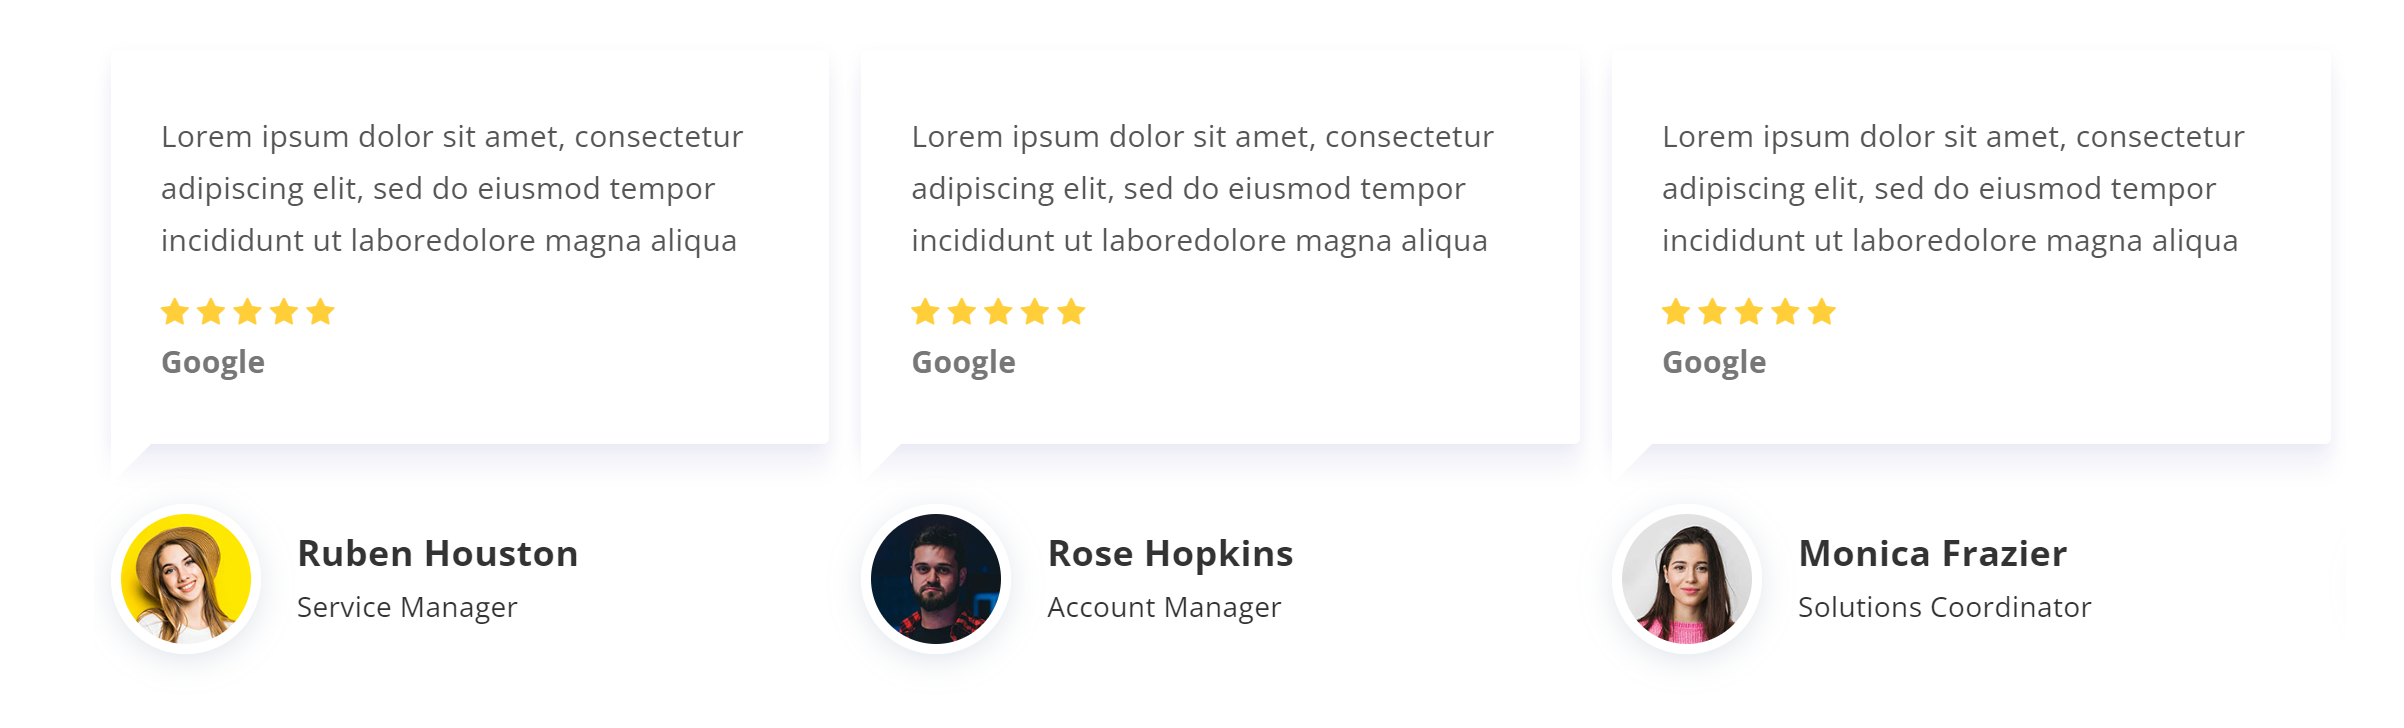 Lorem ipsum dolor sit amet, consectetur
adipiscing elit, sed do eiusmod tempor
incididunt ut laboredolore magna aliqua
Google
Ruben Houston
Service Manager
Lorem ipsum dolor sit amet, consectetur
adipiscing elit, sed do eiusmod tempor
incididunt ut laboredolore magna aliqua
Google
Rose Hopkins
Account Manager
Lorem ipsum dolor sit amet, consectetur
adipiscing elit, sed do eiusmod tempor
incididunt ut laboredolore magna aliqua
Google
Monica Frazier
Solutions Coordinator